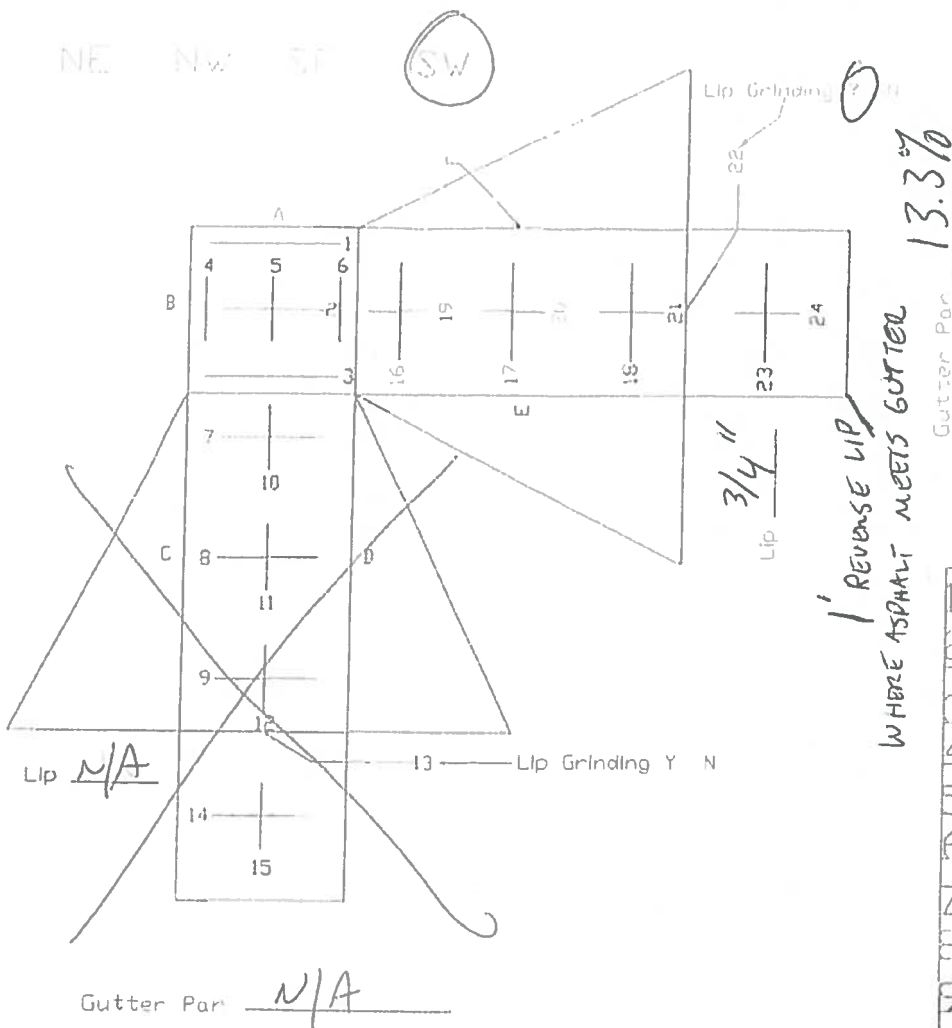 NE NW SW
Lip Grinding N
22
13.3%
A
1
4 5 6
B
2 19 20 21 24
3
16 17 18 23
E
7
10
3/4"
Lip
C 8 D
11
1' REVERSE LIP
WHERE ASPHALT MEETS GUTTER
Gutter Par
9
12
Lip N/A
13 Lip Grinding Y N
14
15
Gutter Par N/A